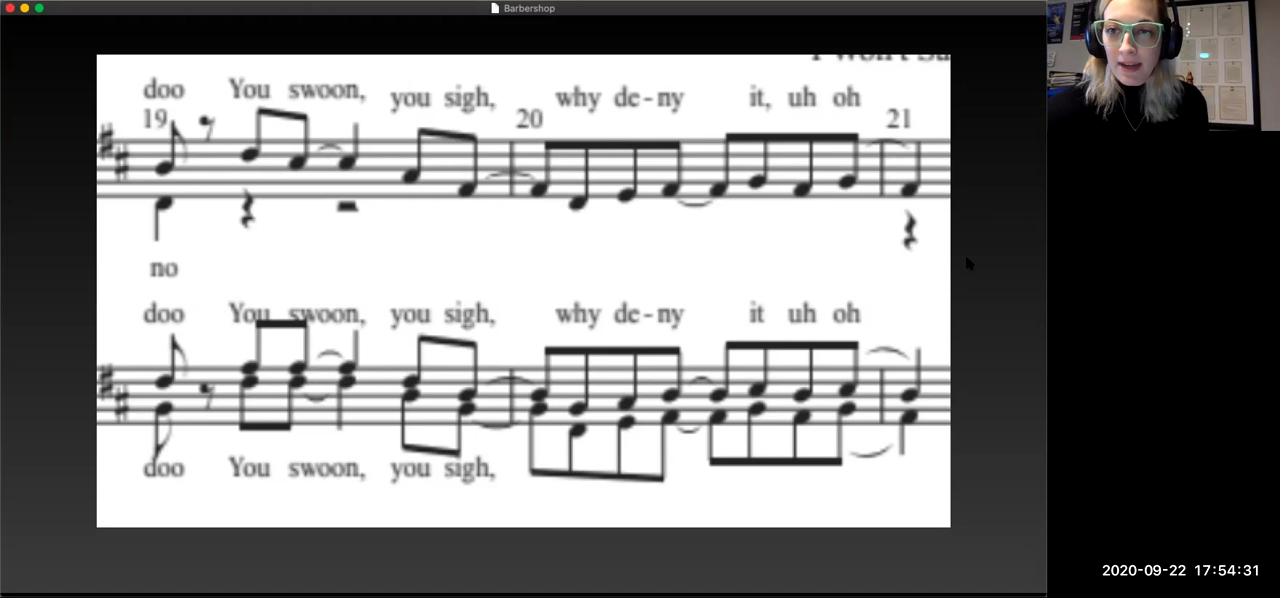 Barbershop
I Won't Su
doo You swoon, you sigh, why de-ny it, uh oh
19 20 21
no
doo You swoon, you sigh, why de-ny it uh oh
doo You swoon, you sigh,
2020-09-22 17:54:31